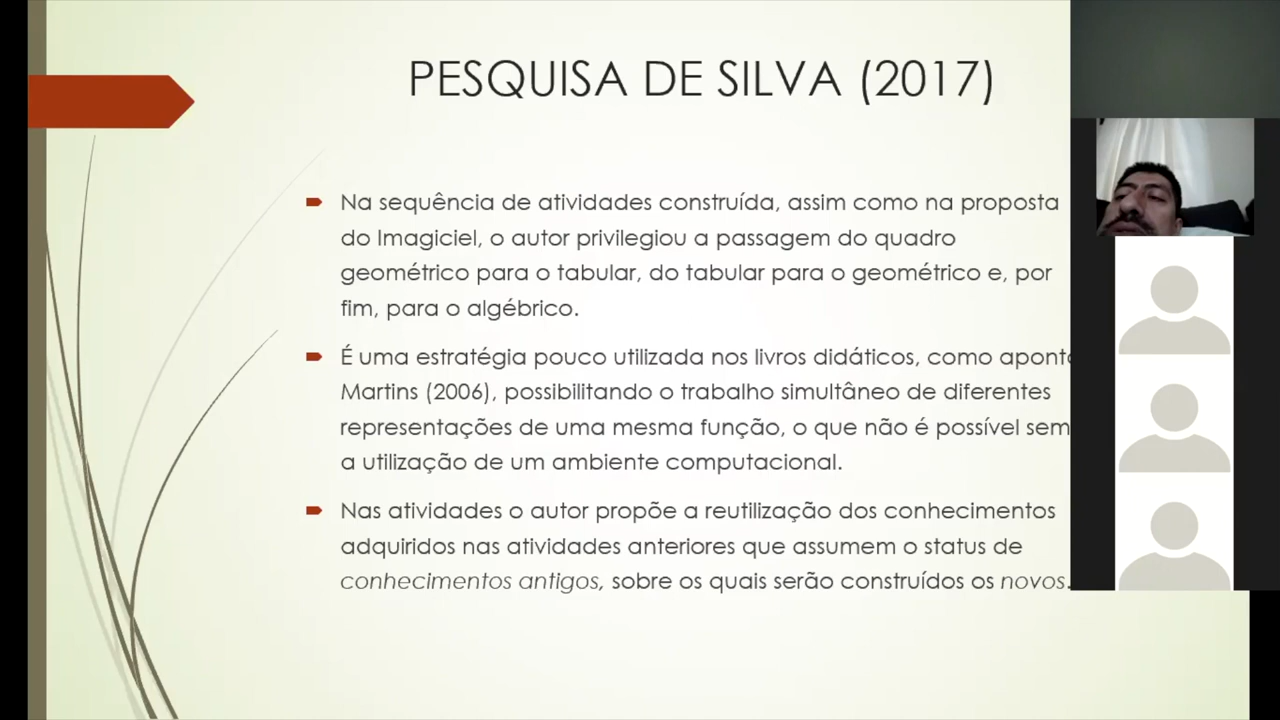 PESQUISA DE SILVA (2017)
Na sequência de atividades construída, assim como na proposta
do Imagiciel, o autor privilegiou a passagem do quadro
geométrico para o tabular, do tabular para o geométrico e, por
fim, para o algébrico.
É uma estratégia pouco utilizada nos livros didáticos, como
Martins (2006), possibilitando o trabalho simultâneo de diferentes
representações de uma mesma função, o que não é possível sem
a utilização de um ambiente computacional.
Nas atividades o autor propõe a reutilização dos conhecimentos
adquiridos nas atividades anteriores que assumem o status de
conhecimentos antigos, sobre os quais serão construídos os novos.